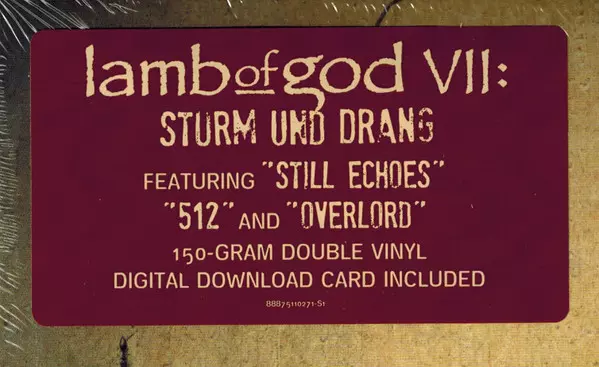 lamb of god VII:
STURM UND DRANG
FEATURING "STILL ECHOES"
"512" AND "OVERLORD"
150-GRAM DOUBLE VINYL
DIGITAL DOWNLOAD CARD INCLUDED
88875110271-S1